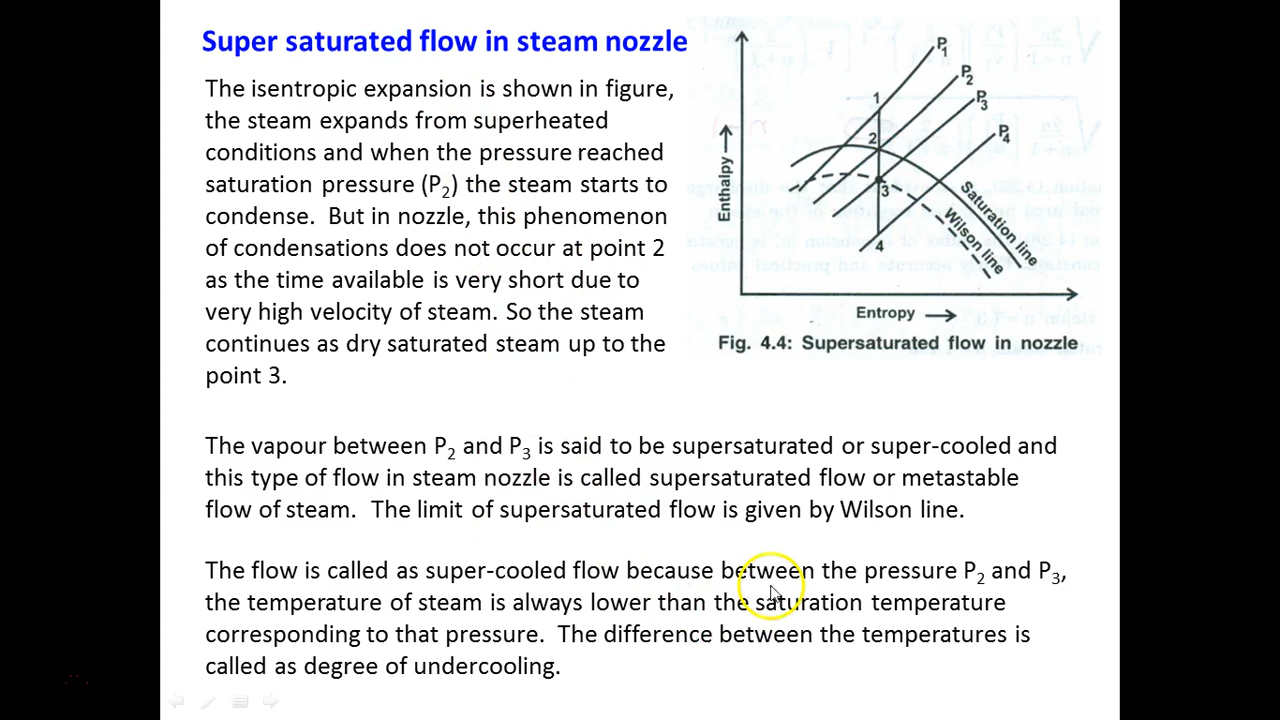 Super saturated flow in steam nozzle
The isentropic expansion is shown in figure,
the steam expands from superheated
conditions and when the pressure reached
saturation pressure (P2) the steam starts to
condense. But in nozzle, this phenomenon
of condensations does not occur at point 2
as the time available is very short due to
very high velocity of steam. So the steam
continues as dry saturated steam up to the
point 3.
P1
P2
P3
P4
1
2
3
4
Enthalpy
Saturation line
Wilson line
Entropy
Fig. 4.4: Supersaturated flow in nozzle
The vapour between P2 and P3 is said to be supersaturated or super-cooled and
this type of flow in steam nozzle is called supersaturated flow or metastable
flow of steam. The limit of supersaturated flow is given by Wilson line.
The flow is called as super-cooled flow because between the pressure P2 and P3,
the temperature of steam is always lower than the saturation temperature
corresponding to that pressure. The difference between the temperatures is
called as degree of undercooling.